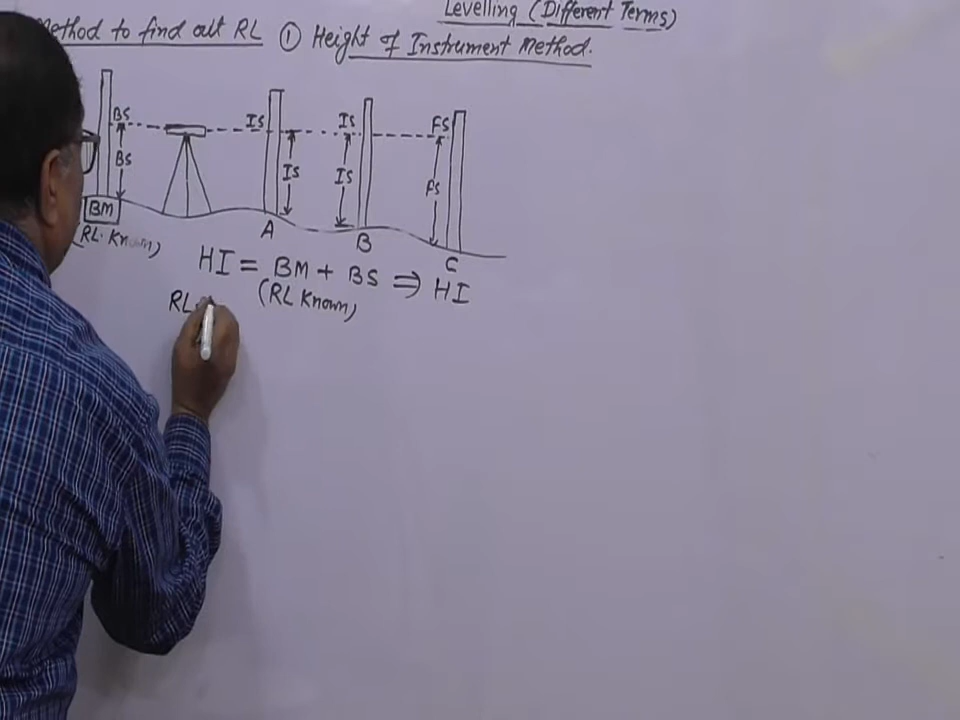 Levelling (Different Terms)
Method to find out RL ① Height of Instrument Method.
BS IS IS FS
BS IS IS FS
BM
(RL. Known) A B C
HI = BM + BS ⇒ HI
(RL Known)
RL